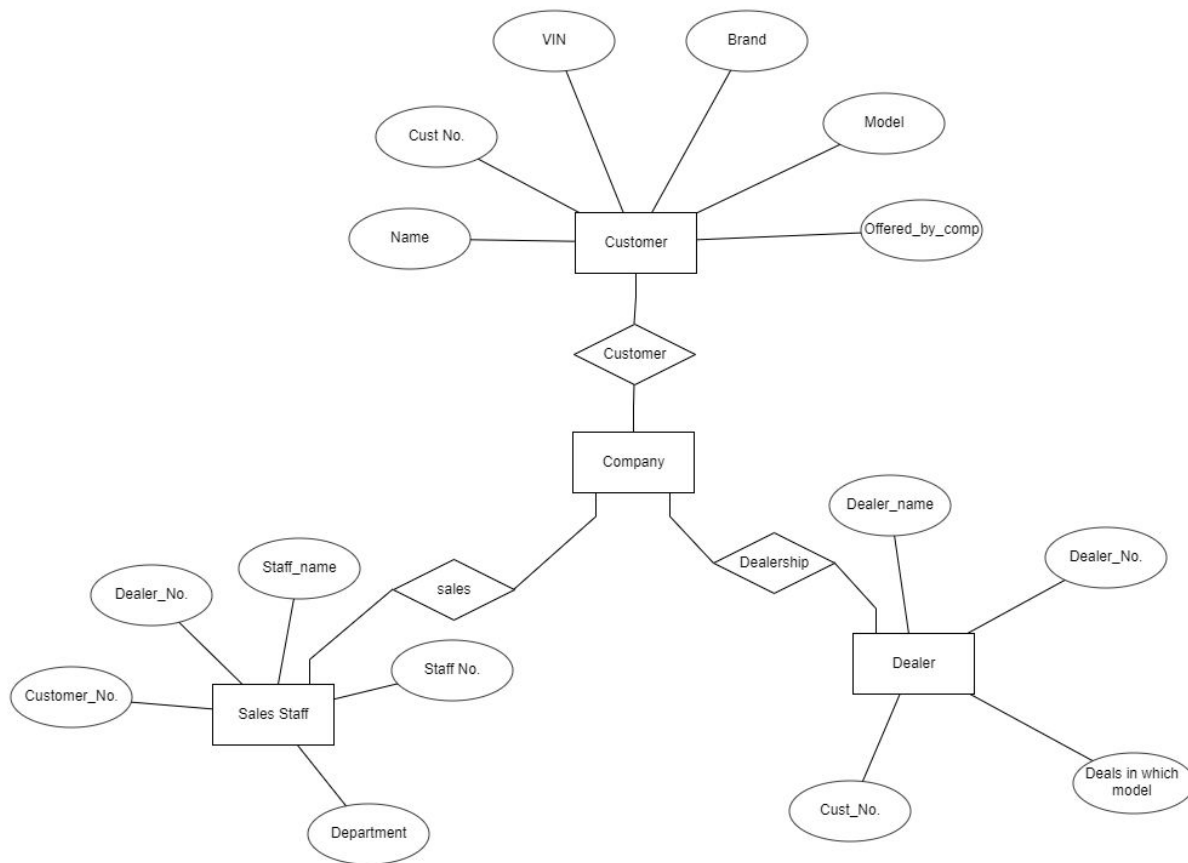 VIN
Brand
Cust No.
Model
Name
Customer
Offered_by_comp
Customer
Company
Dealer_name
Staff_name
Dealership
Dealer_No.
Dealer_No.
sales
Customer_No.
Staff No.
Dealer
Sales Staff
Deals in which
model
Cust_No.
Department